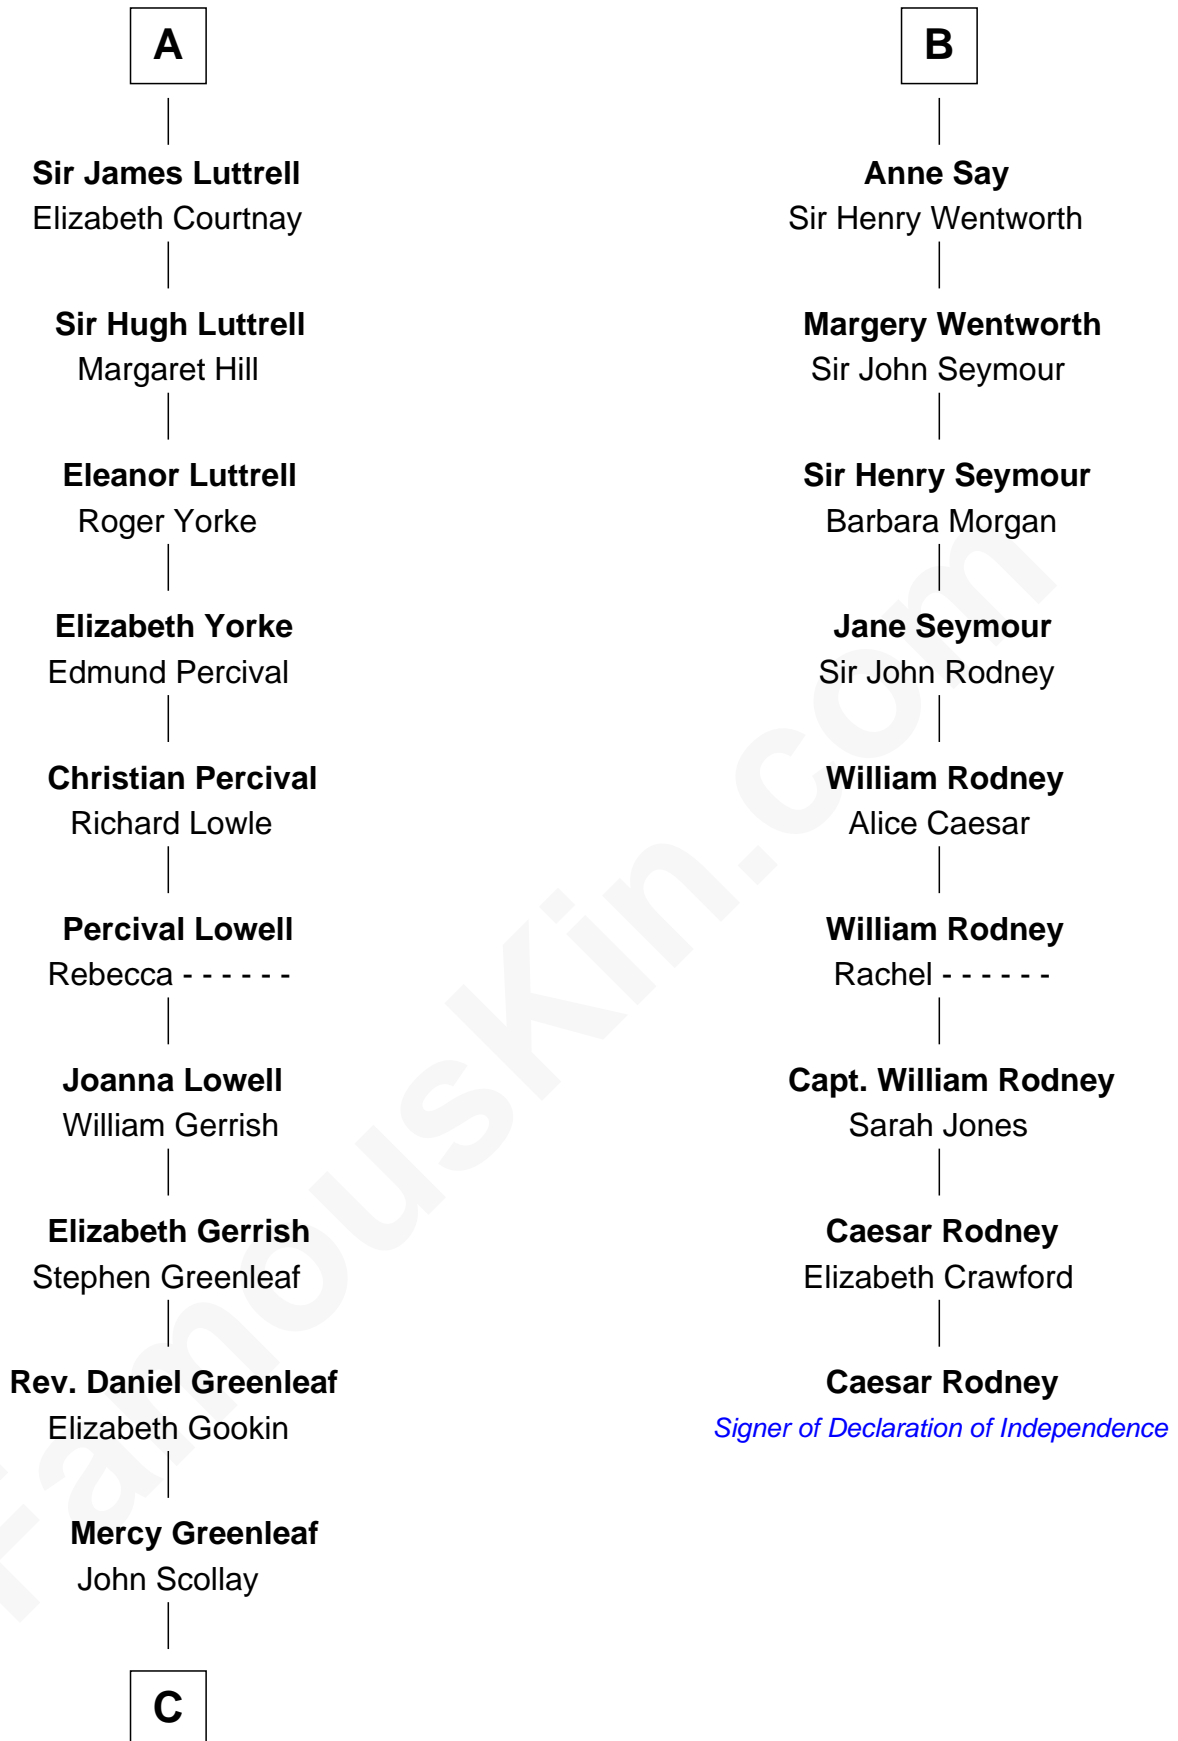 A
Sir James Luttrell
Elizabeth Courtnay
Sir Hugh Luttrell
Margaret Hill
Eleanor Luttrell
Roger Yorke
Elizabeth Yorke
Edmund Percival
Christian Percival
Richard Lowle
Percival Lowell
Rebecca - - - - - -
Joanna Lowell
William Gerrish
Elizabeth Gerrish
Stephen Greenleaf
Rev. Daniel Greenleaf
Elizabeth Gookin
Mercy Greenleaf
John Scollay
C
B
Anne Say
Sir Henry Wentworth
Margery Wentworth
Sir John Seymour
Sir Henry Seymour
Barbara Morgan
Jane Seymour
Sir John Rodney
William Rodney
Alice Caesar
William Rodney
Rachel - - - - - -
Capt. William Rodney
Sarah Jones
Caesar Rodney
Elizabeth Crawford
Caesar Rodney
Signer of Declaration of Independence
FamousKin.com